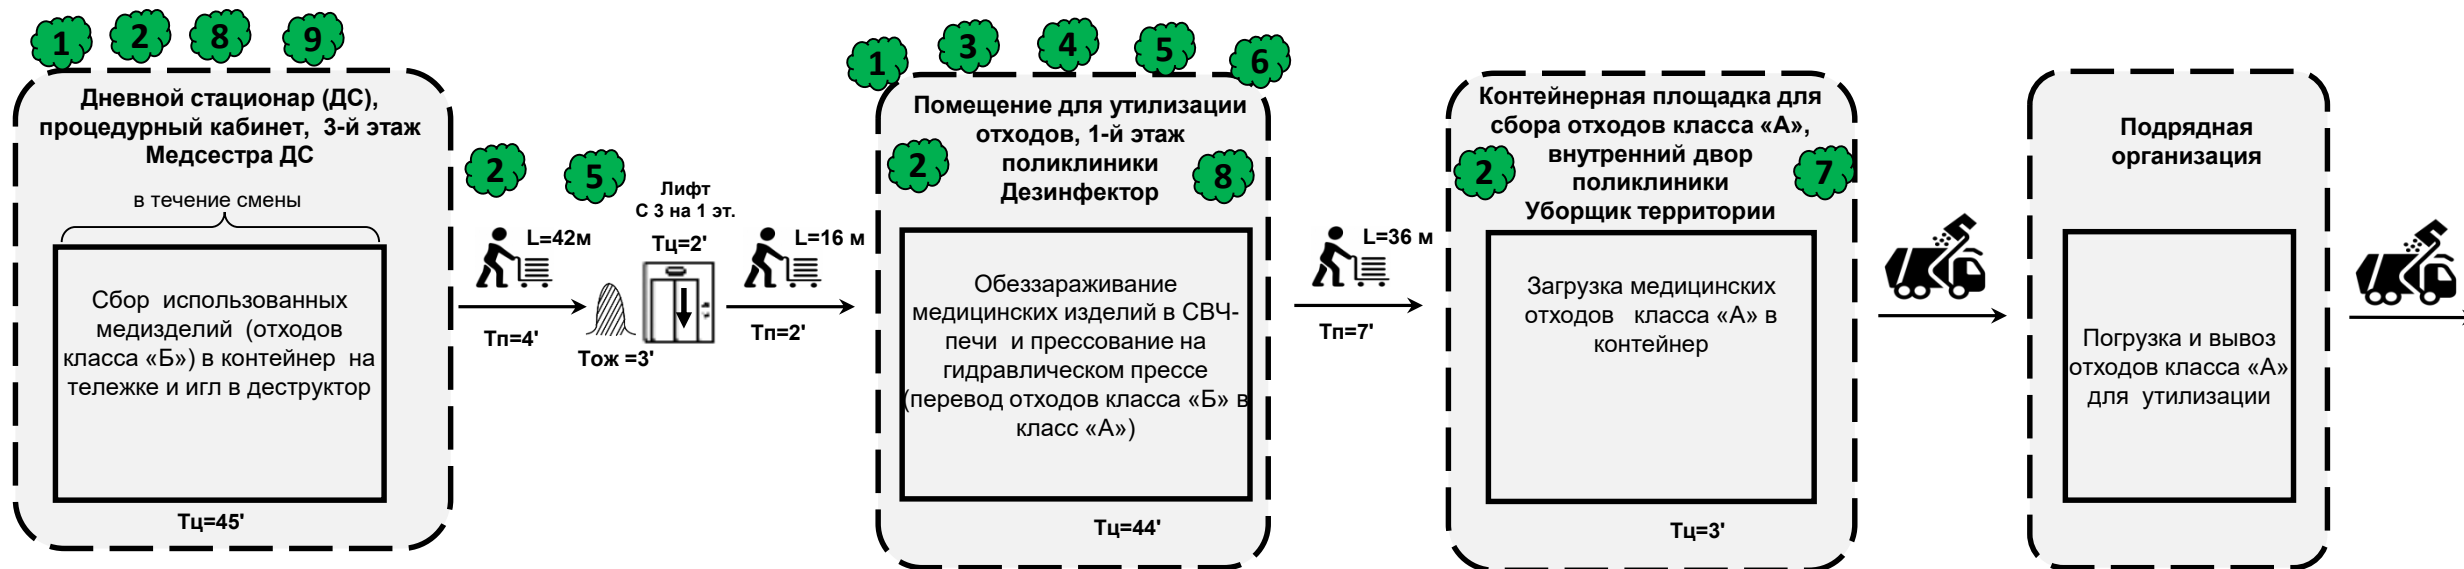 1
2
8
9
Дневной стационар (ДС),
процедурный кабинет, 3-й этаж
Медсестра ДС
в течение смены
Сбор использованных
медизделий (отходов
класса «Б») в контейнер на
тележке и игл в деструктор
Тц=45'
2
5
L=42м
Тп=4'
Тож =3'
Лифт
С 3 на 1 эт.
Тц=2'
L=16 м
Тп=2'
1
3
4
5
6
Помещение для утилизации
отходов, 1-й этаж
поликлиники
Дезинфектор
2
8
Обеззараживание
медицинских изделий в СВЧ-
печи и прессование на
гидравлическом прессе
(перевод отходов класса «Б» в
класс «А»)
Тц=44'
L=36 м
Тп=7'
Контейнерная площадка для
сбора отходов класса «А»,
внутренний двор
поликлиники
Уборщик территории
2
7
Загрузка медицинских
отходов класса «А» в
контейнер
Тц=3'
Подрядная
организация
Погрузка и вывоз
отходов класса «А»
для утилизации